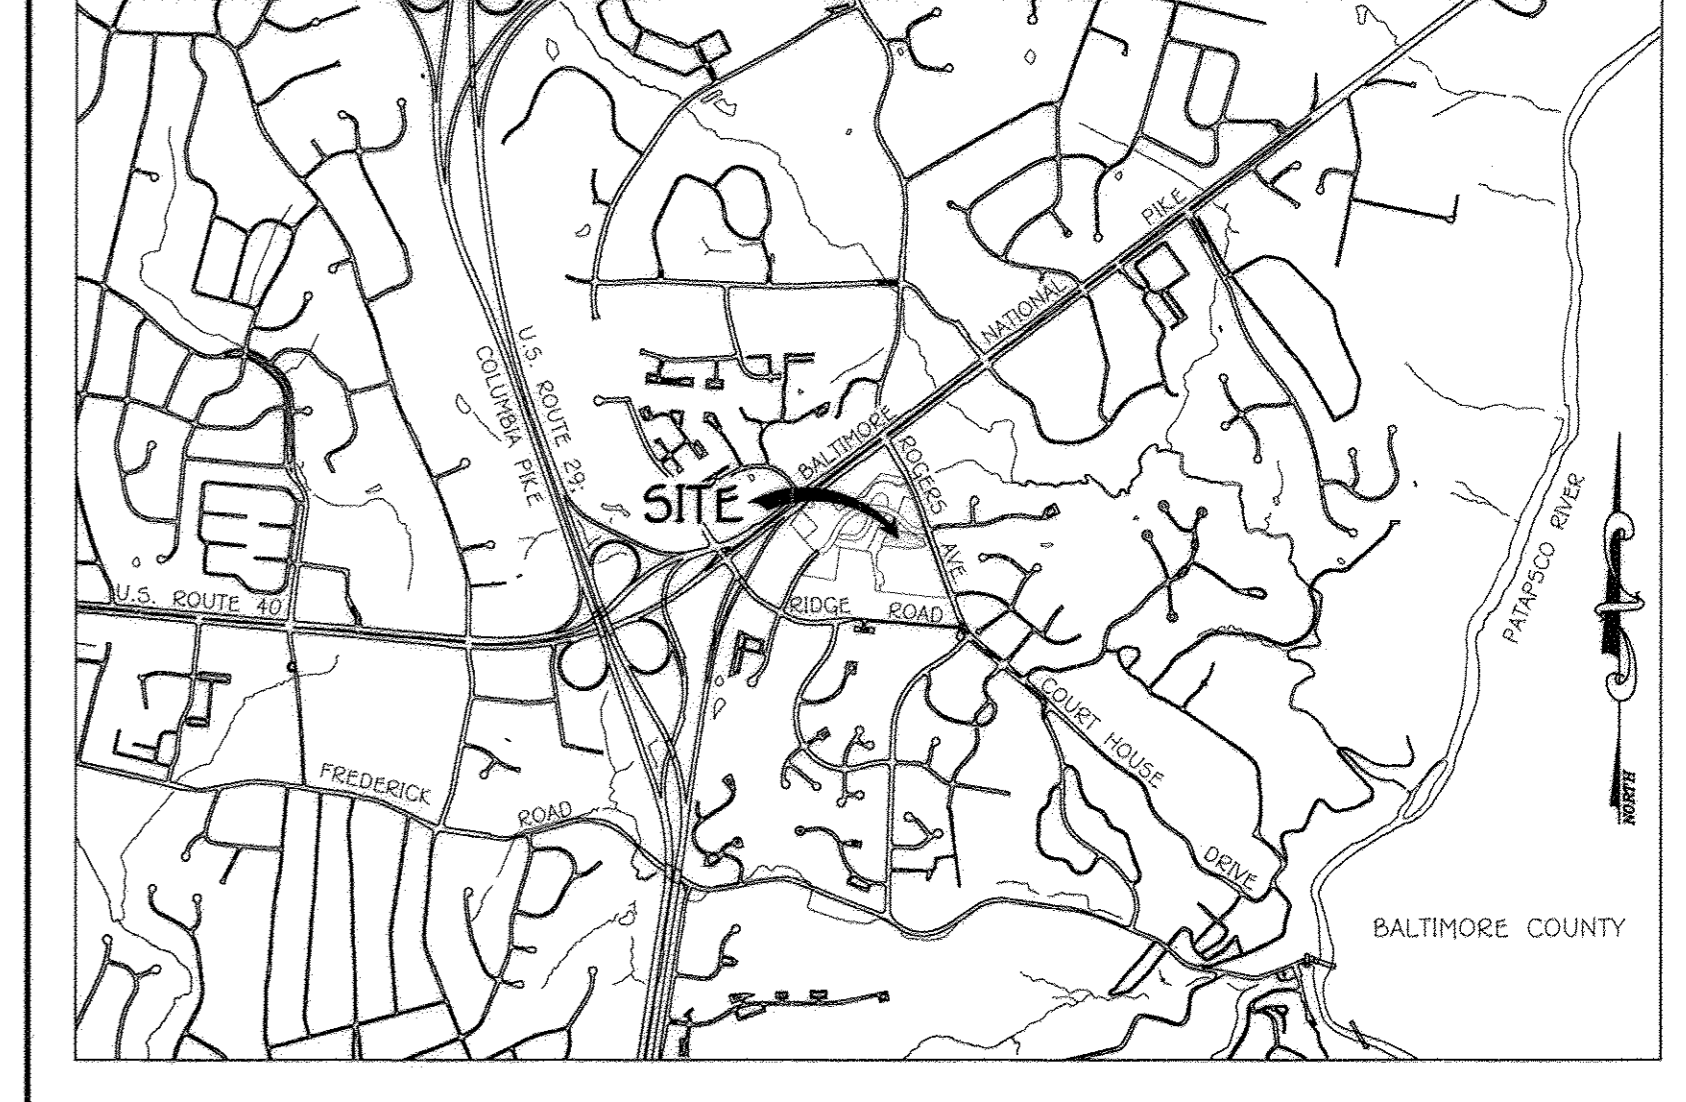 PIKE
NATIONAL
BALTIMORE
U.S. ROUTE 29;
COLUMBIA PIKE
SITE
ROGERS
AVE
PATAPSCO RIVER
U.S. ROUTE 40
RIDGE ROAD
COURT HOUSE
DRIVE
FREDERICK
ROAD
NORTH
BALTIMORE COUNTY